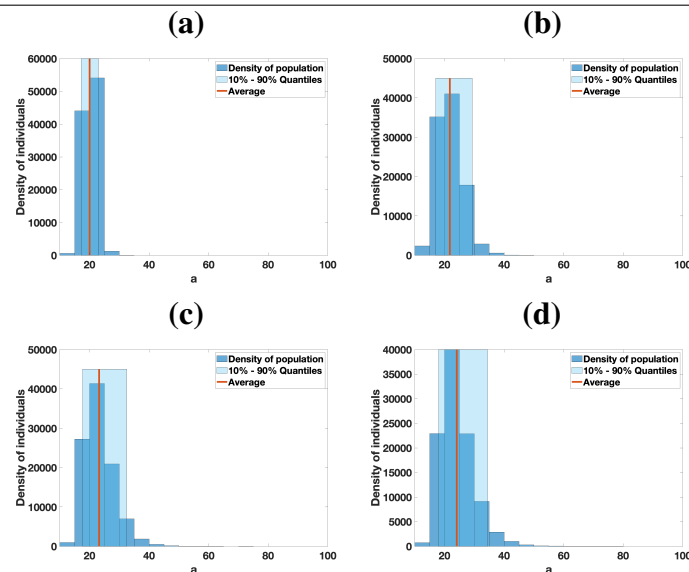 (a)
60000
50000
40000
30000
20000
10000
0
20
40
60
80
100
a
Density of individuals
Density of population
10% - 90% Quantiles
Average
(b)
50000
40000
30000
20000
10000
0
20
40
60
80
100
a
Density of individuals
Density of population
10% - 90% Quantiles
Average
(c)
50000
40000
30000
20000
10000
0
20
40
60
80
100
a
Density of individuals
Density of population
10% - 90% Quantiles
Average
(d)
40000
35000
30000
25000
20000
15000
10000
5000
0
20
40
60
80
100
a
Density of individuals
Density of population
10% - 90% Quantiles
Average